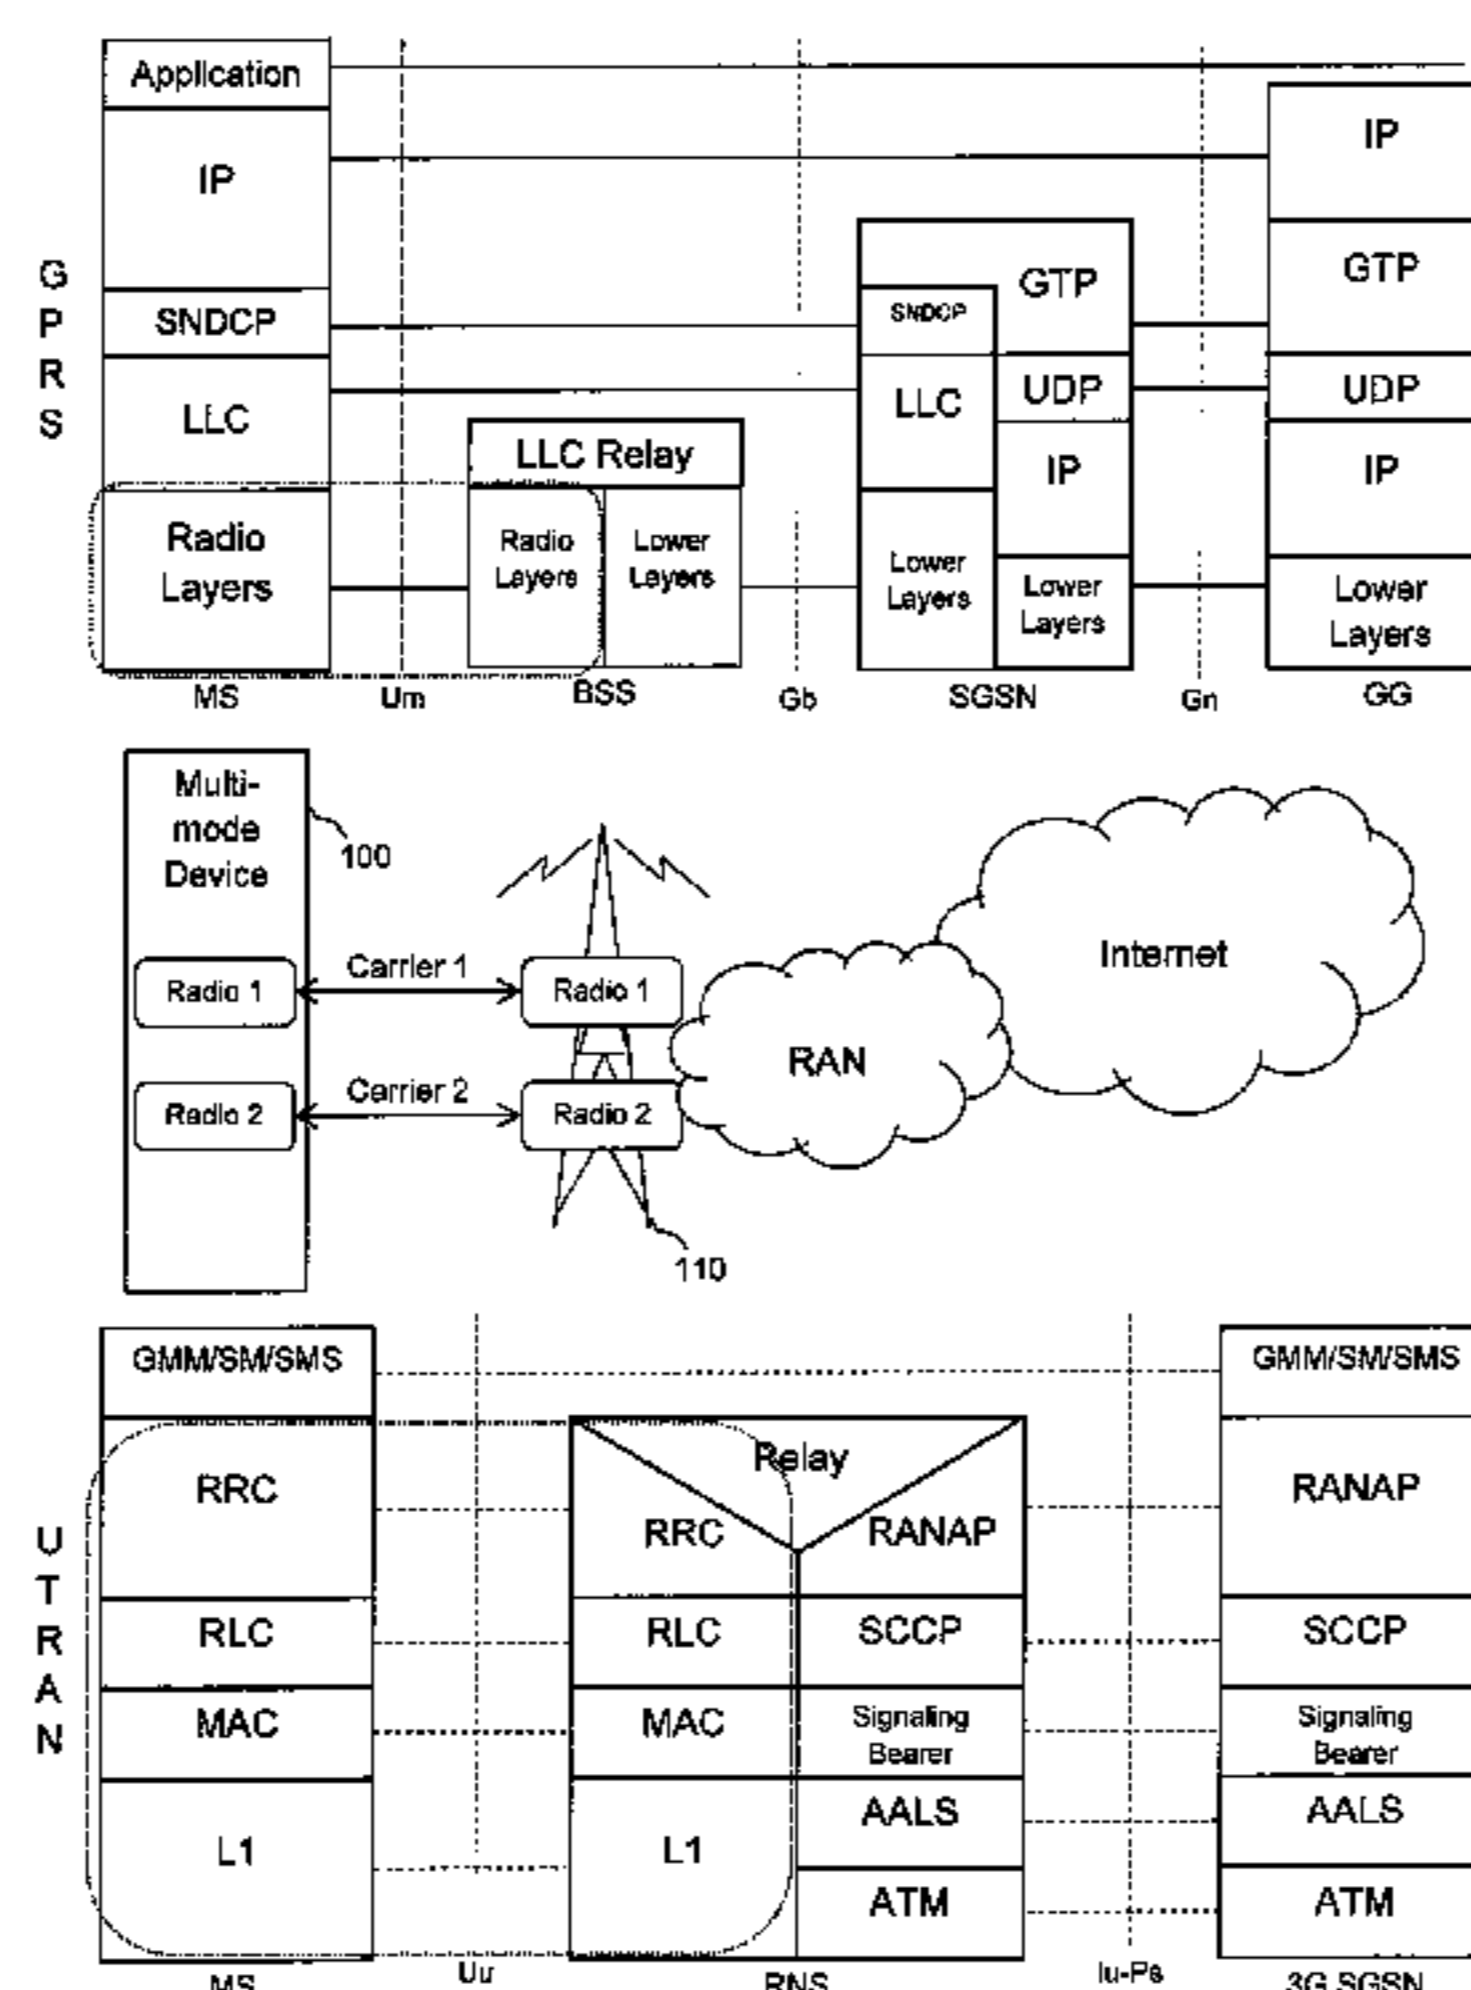 GPRS
Application
IP
SNDCP
LLC
Radio
Layers
MS
Um
LLC Relay
Radio
Layers
Lower
Layers
BSS
Gb
GTP
SNDCP
LLC
UDP
IP
Lower
Layers
Lower
Layers
SGSN
Gn
IP
GTP
UDP
IP
Lower
Layers
GG
Multi-
mode
Device
100
Radio 1
Carrier 1
Radio 1
Radio 2
Carrier 2
Radio 2
110
RAN
Internet
UTRAN
GMM/SM/SMS
RRC
RLC
MAC
L1
MS
Uu
Relay
RRC
RANAP
RLC
SCCP
MAC
Signaling
Bearer
L1
AALS
ATM
RNS
Iu-Ps
GMM/SM/SMS
RANAP
SCCP
Signaling
Bearer
AALS
ATM
3G SGSN